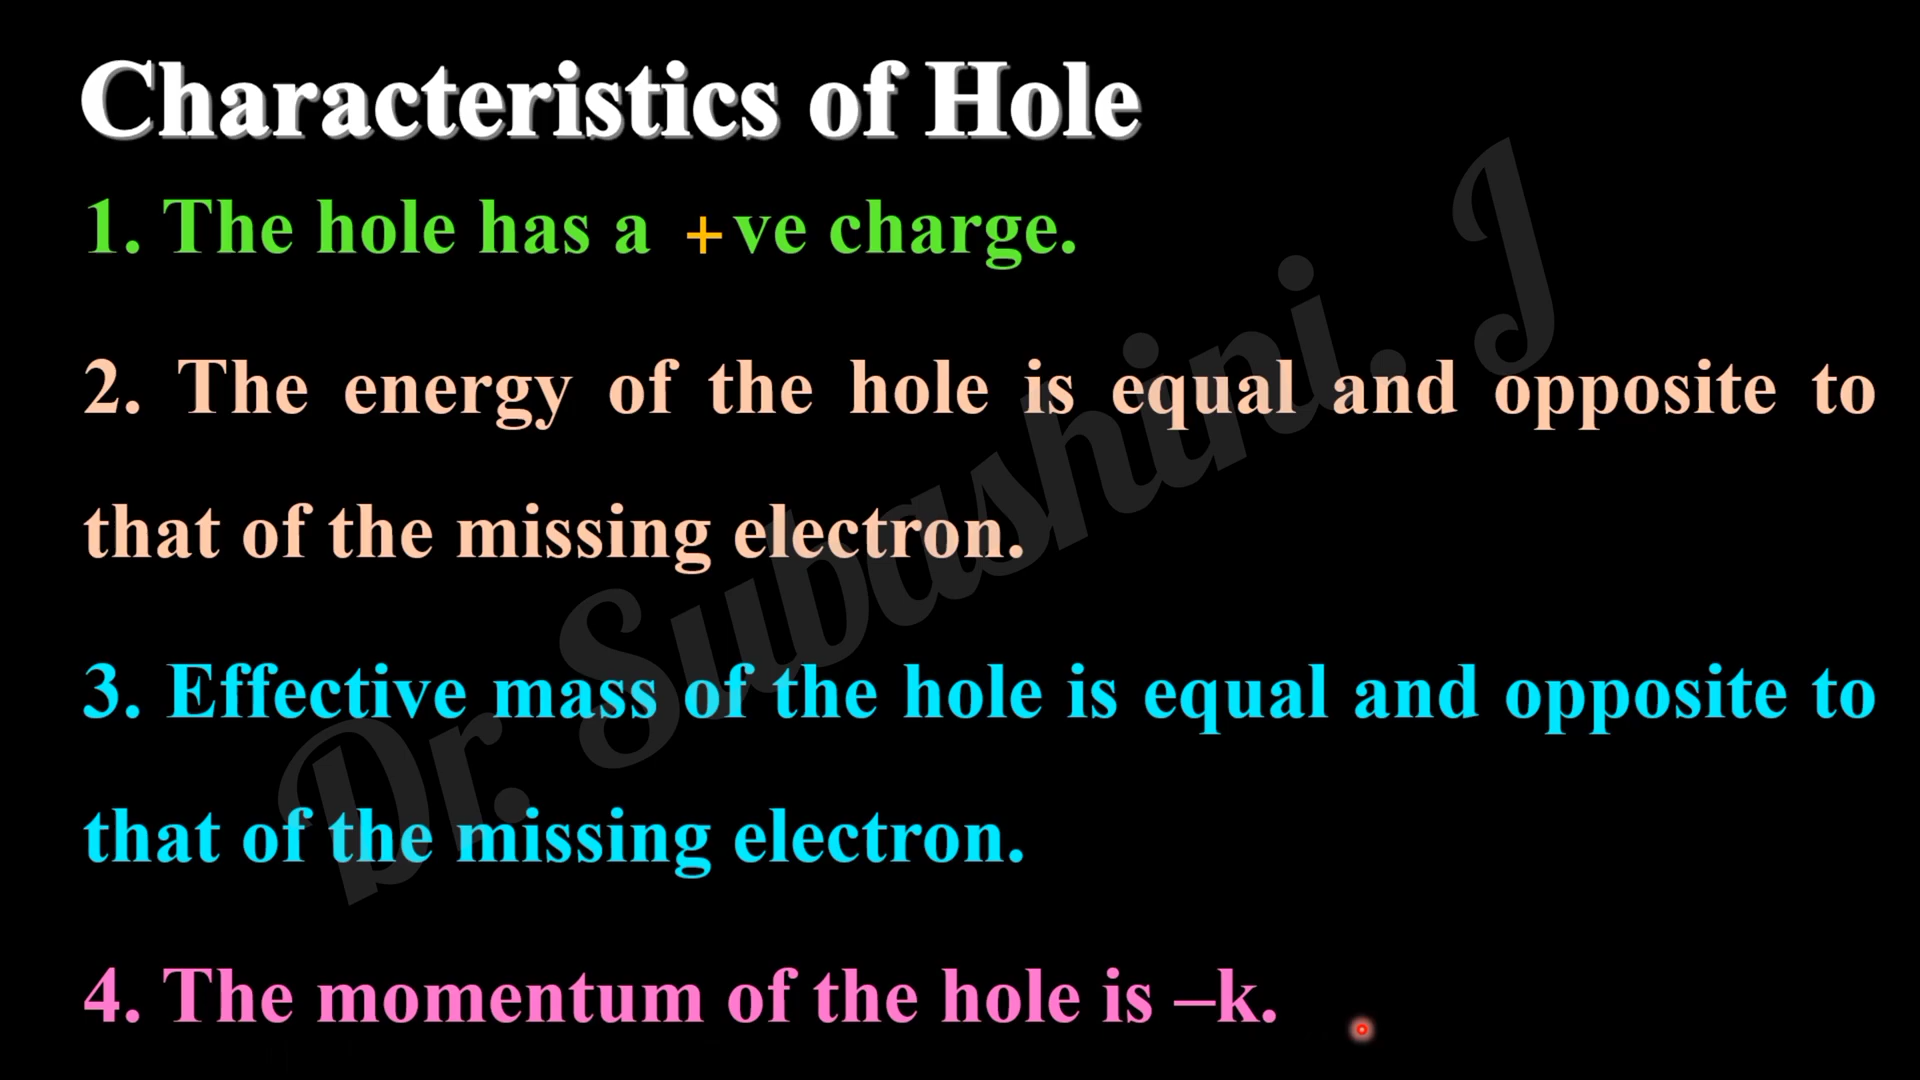 Characteristics of Hole
1. The hole has a +ve charge.
2. The energy of the hole is equal and opposite to
that of the missing electron.
3. Effective mass of the hole is equal and opposite to
that of the missing electron.
4. The momentum of the hole is –k.
Dr. Subashini. J